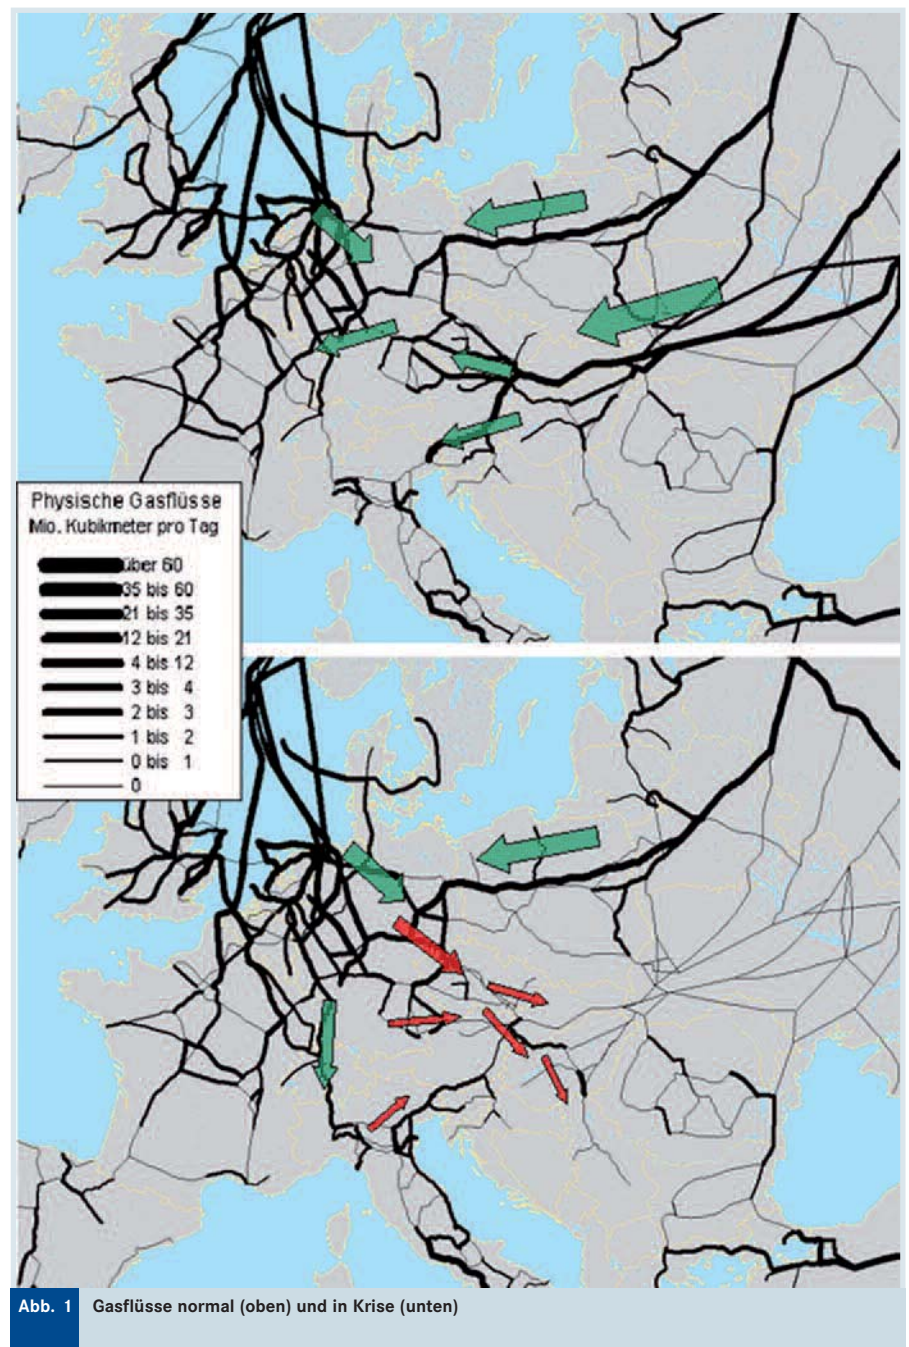 Physische Gasflüsse
Mio. Kubikmeter pro Tag
über 60
35 bis 60
21 bis 35
12 bis 21
4 bis 12
3 bis 4
2 bis 3
1 bis 2
0 bis 1
0
Abb. 1 Gasflüsse normal (oben) und in Krise (unten)